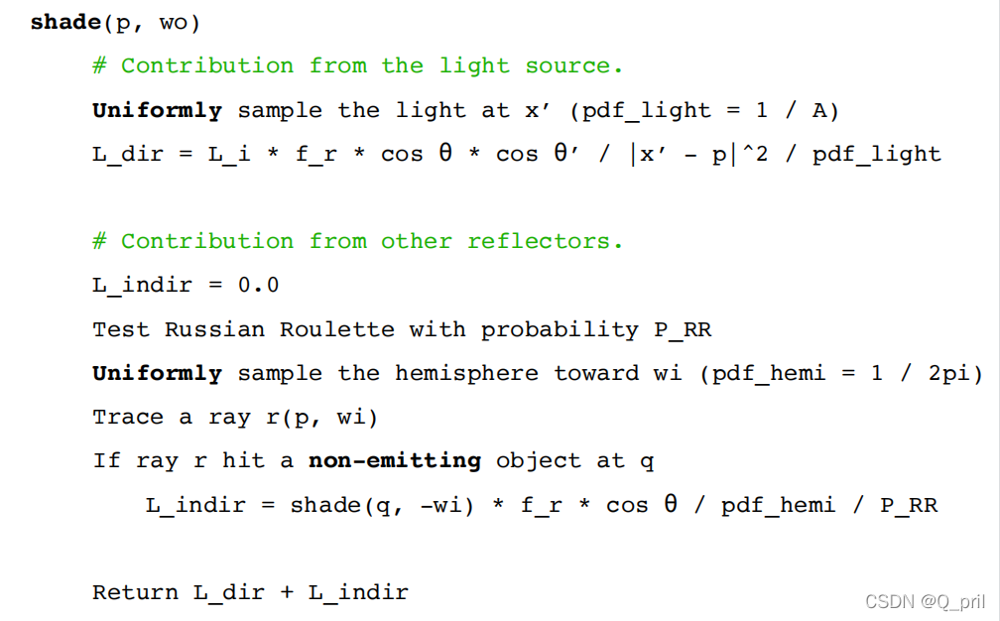 shade(p, wo)
# Contribution from the light source.
Uniformly sample the light at x’ (pdf_light = 1 / A)
L_dir = L_i * f_r * cos θ * cos θ’ / |x’ - p|^2 / pdf_light
# Contribution from other reflectors.
L_indir = 0.0
Test Russian Roulette with probability P_RR
Uniformly sample the hemisphere toward wi (pdf_hemi = 1 / 2pi)
Trace a ray r(p, wi)
If ray r hit a non-emitting object at q
L_indir = shade(q, -wi) * f_r * cos θ / pdf_hemi / P_RR
Return L_dir + L_indir
CSDN @Q_pril